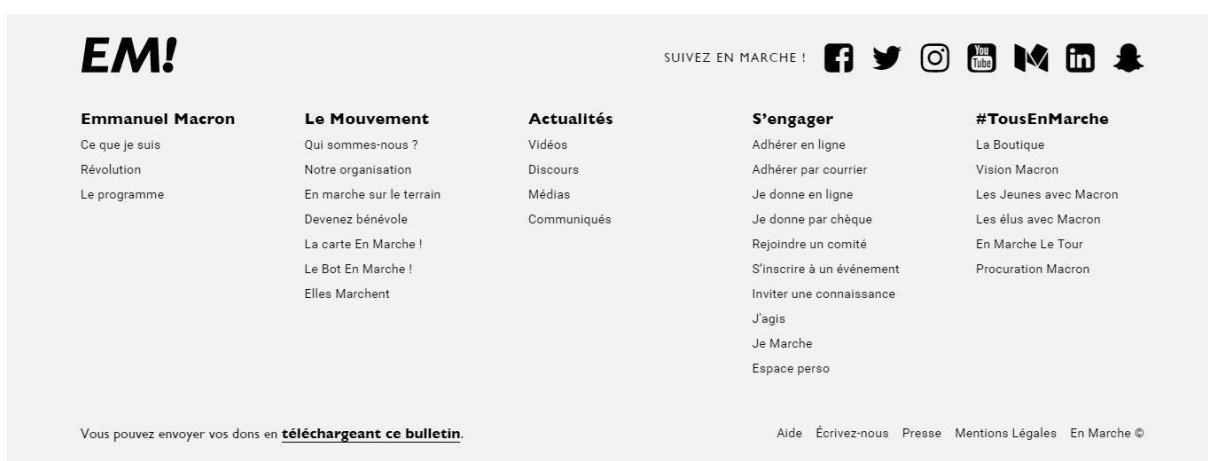 EM!
SUIVEZ EN MARCHE !
You
Tube
in
Emmanuel Macron
Ce que je suis
Révolution
Le programme
Le Mouvement
Qui sommes-nous ?
Notre organisation
En marche sur le terrain
Devenez bénévole
La carte En Marche !
Le Bot En Marche !
Elles Marchent
Actualités
Vidéos
Discours
Médias
Communiqués
S'engager
Adhérer en ligne
Adhérer par courrier
Je donne en ligne
Je donne par chèque
Rejoindre un comité
S'inscrire à un événement
Inviter une connaissance
J'agis
Je Marche
Espace perso
#TousEnMarche
La Boutique
Vision Macron
Les Jeunes avec Macron
Les élus avec Macron
En Marche Le Tour
Procuration Macron
Vous pouvez envoyer vos dons en téléchargeant ce bulletin.
Aide Écrivez-nous Presse Mentions Légales En Marche ©